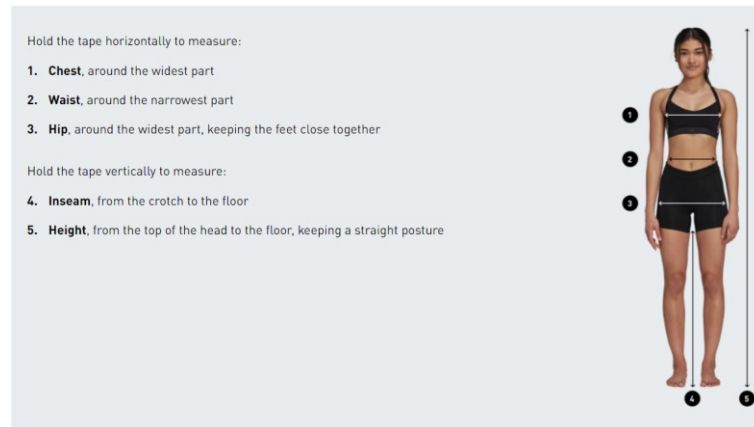 Hold the tape horizontally to measure:
1. Chest, around the widest part
2. Waist, around the narrowest part
3. Hip, around the widest part, keeping the feet close together
Hold the tape vertically to measure:
4. Inseam, from the crotch to the floor
5. Height, from the top of the head to the floor, keeping a straight posture
1
2
3
4
5